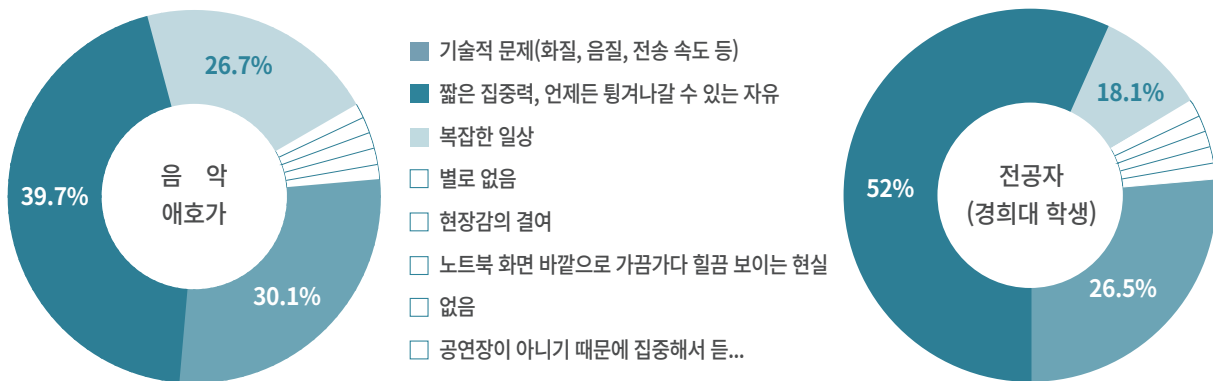 26.7%
39.7%
30.1%
음 악
애호가
기술적 문제(화질, 음질, 전송 속도 등)
짧은 집중력, 언제든 튕겨나갈 수 있는 자유
복잡한 일상
별로 없음
현장감의 결여
노트북 화면 바깥으로 가끔가다 힐끔 보이는 현실
없음
공연장이 아니기 때문에 집중해서 듣...
18.1%
52%
26.5%
전공자
(경희대 학생)